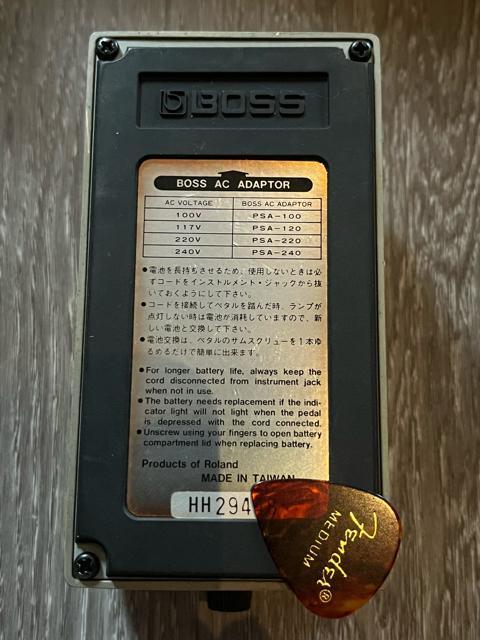 BOSS
BOSS AC ADAPTOR
AC VOLTAGE BOSS AC ADAPTOR
100V PSA-100
117V PSA-120
220V PSA-220
240V PSA-240
●電池を長持ちさせるため、使用しないときは必
ずコードをインストルメント・ジャックから抜
いておくようにして下さい。
●コードを接続してペタルを踏んだ時、ランプが
点灯しない時は電池が消耗していますので、新
しい電池と交換して下さい。
●電池交換は、ペタルのサムスクリューを1本ゆ
るめるだけで簡単に出来ます。
●For longer battery life, always keep the
cord disconnected from instrument jack
when not in use.
●The battery needs replacement if the indi-
cator light will not light when the pedal
is depressed with the cord connected.
●Unscrew using your fingers to open battery
compartment lid when replacing battery.
Products of Roland
MADE IN TAIWAN
HH294
Fender®
MEDIUM